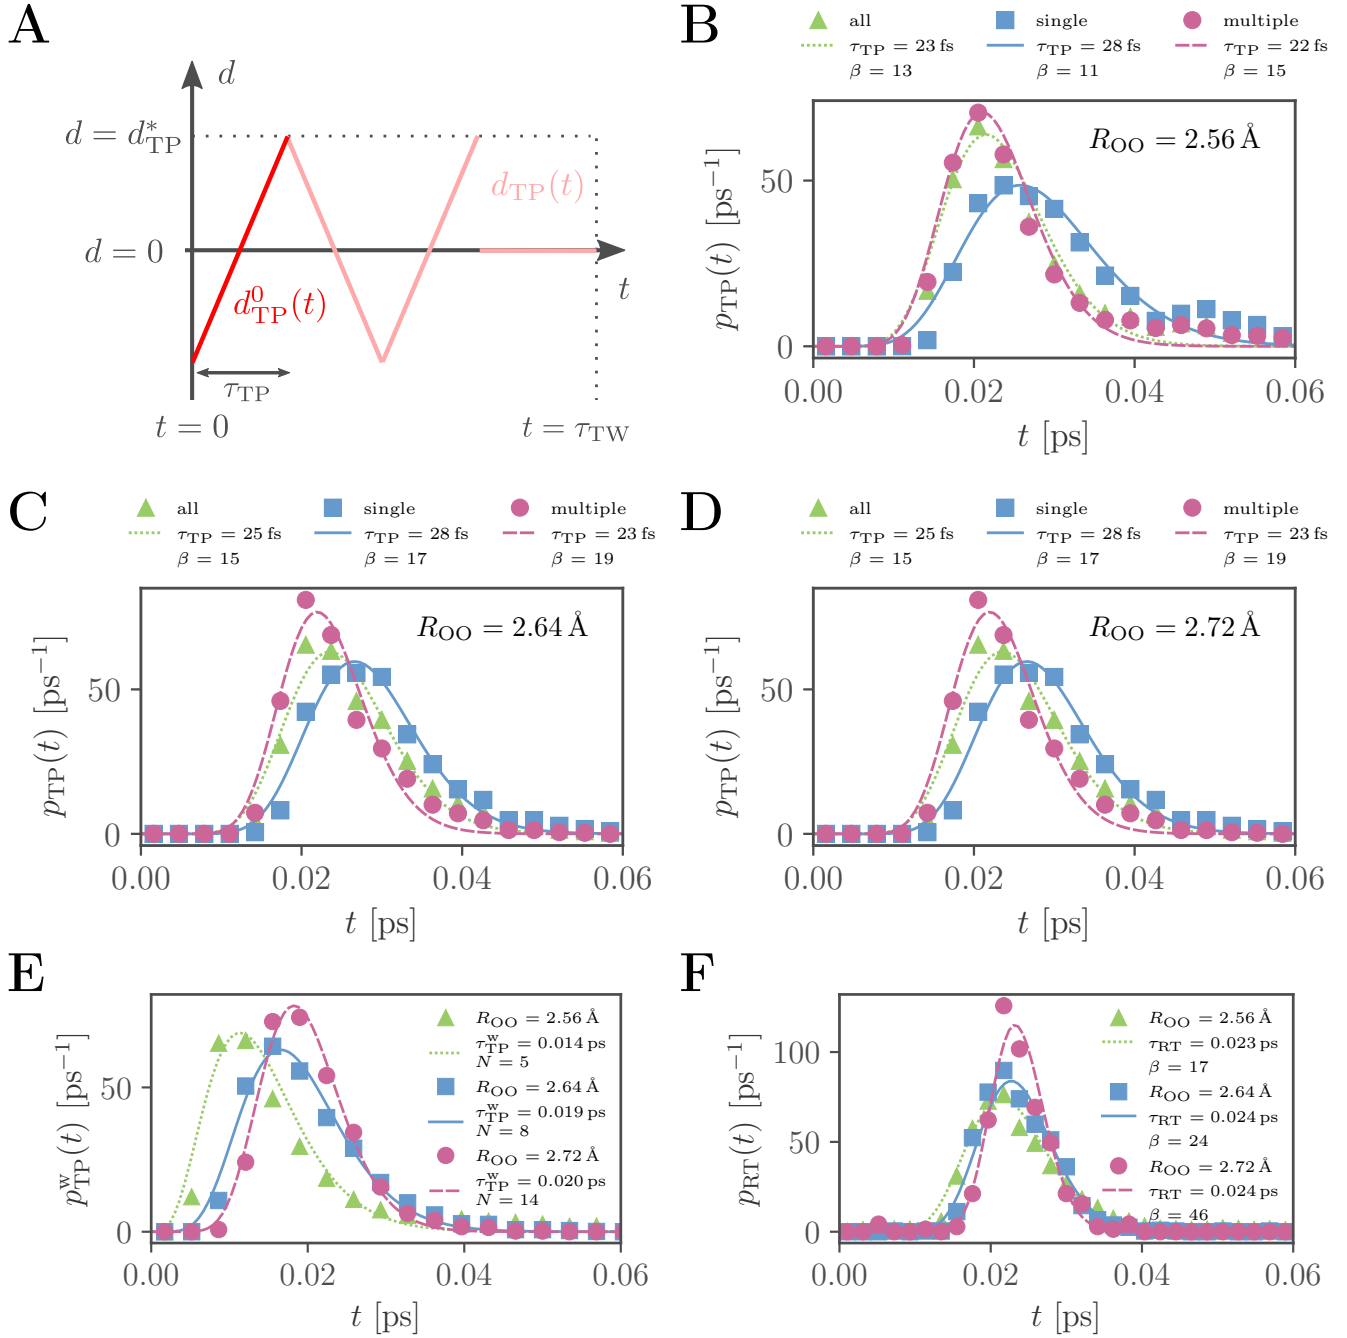 A
d
d = d*TP
dTP(t)
d = 0
t
d⁰TP(t)
τTP
t = 0
t = τTW
B
all
single
multiple
τTP = 23 fs
τTP = 28 fs
τTP = 22 fs
β = 13
β = 11
β = 15
ROO = 2.56 Å
pTP(t) [ps⁻¹]
50
0
0.00
0.02
0.04
0.06
t [ps]
C
all
single
multiple
τTP = 25 fs
τTP = 28 fs
τTP = 23 fs
β = 15
β = 17
β = 19
ROO = 2.64 Å
pTP(t) [ps⁻¹]
50
0
0.00
0.02
0.04
0.06
t [ps]
D
all
single
multiple
τTP = 25 fs
τTP = 28 fs
τTP = 23 fs
β = 15
β = 17
β = 19
ROO = 2.72 Å
pTP(t) [ps⁻¹]
50
0
0.00
0.02
0.04
0.06
t [ps]
E
ROO = 2.56 Å
τʷTP = 0.014 ps
N = 5
ROO = 2.64 Å
τʷTP = 0.019 ps
N = 8
ROO = 2.72 Å
τʷTP = 0.020 ps
N = 14
pʷTP(t) [ps⁻¹]
50
0
0.00
0.02
0.04
0.06
t [ps]
F
ROO = 2.56 Å
τRT = 0.023 ps
β = 17
ROO = 2.64 Å
τRT = 0.024 ps
β = 24
ROO = 2.72 Å
τRT = 0.024 ps
β = 46
pRT(t) [ps⁻¹]
100
50
0
0.00
0.02
0.04
0.06
t [ps]